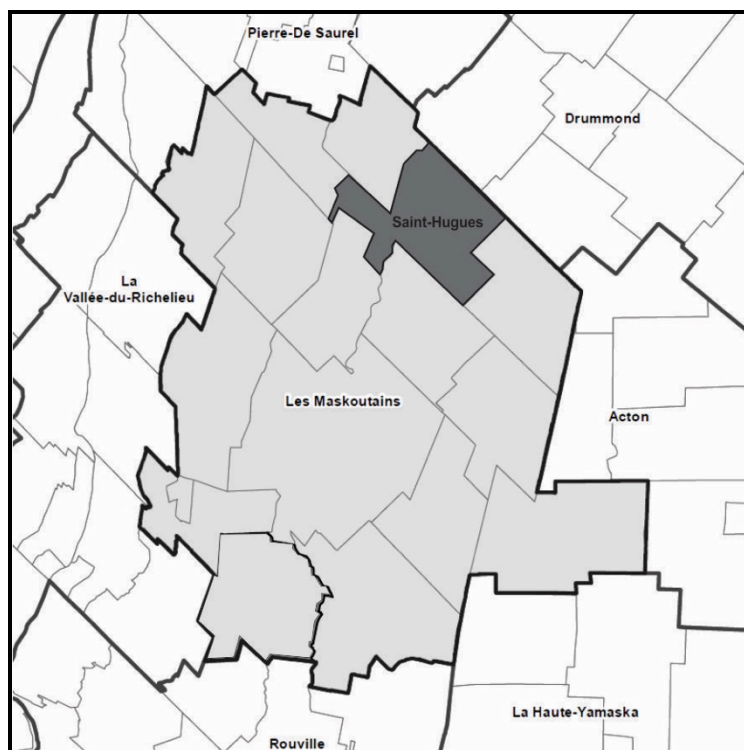 Pierre-De Saurel
Drummond
Saint-Hugues
La
Vallée-du-Richelieu
Les Maskoutains
Acton
La Haute-Yamaska
Rouville